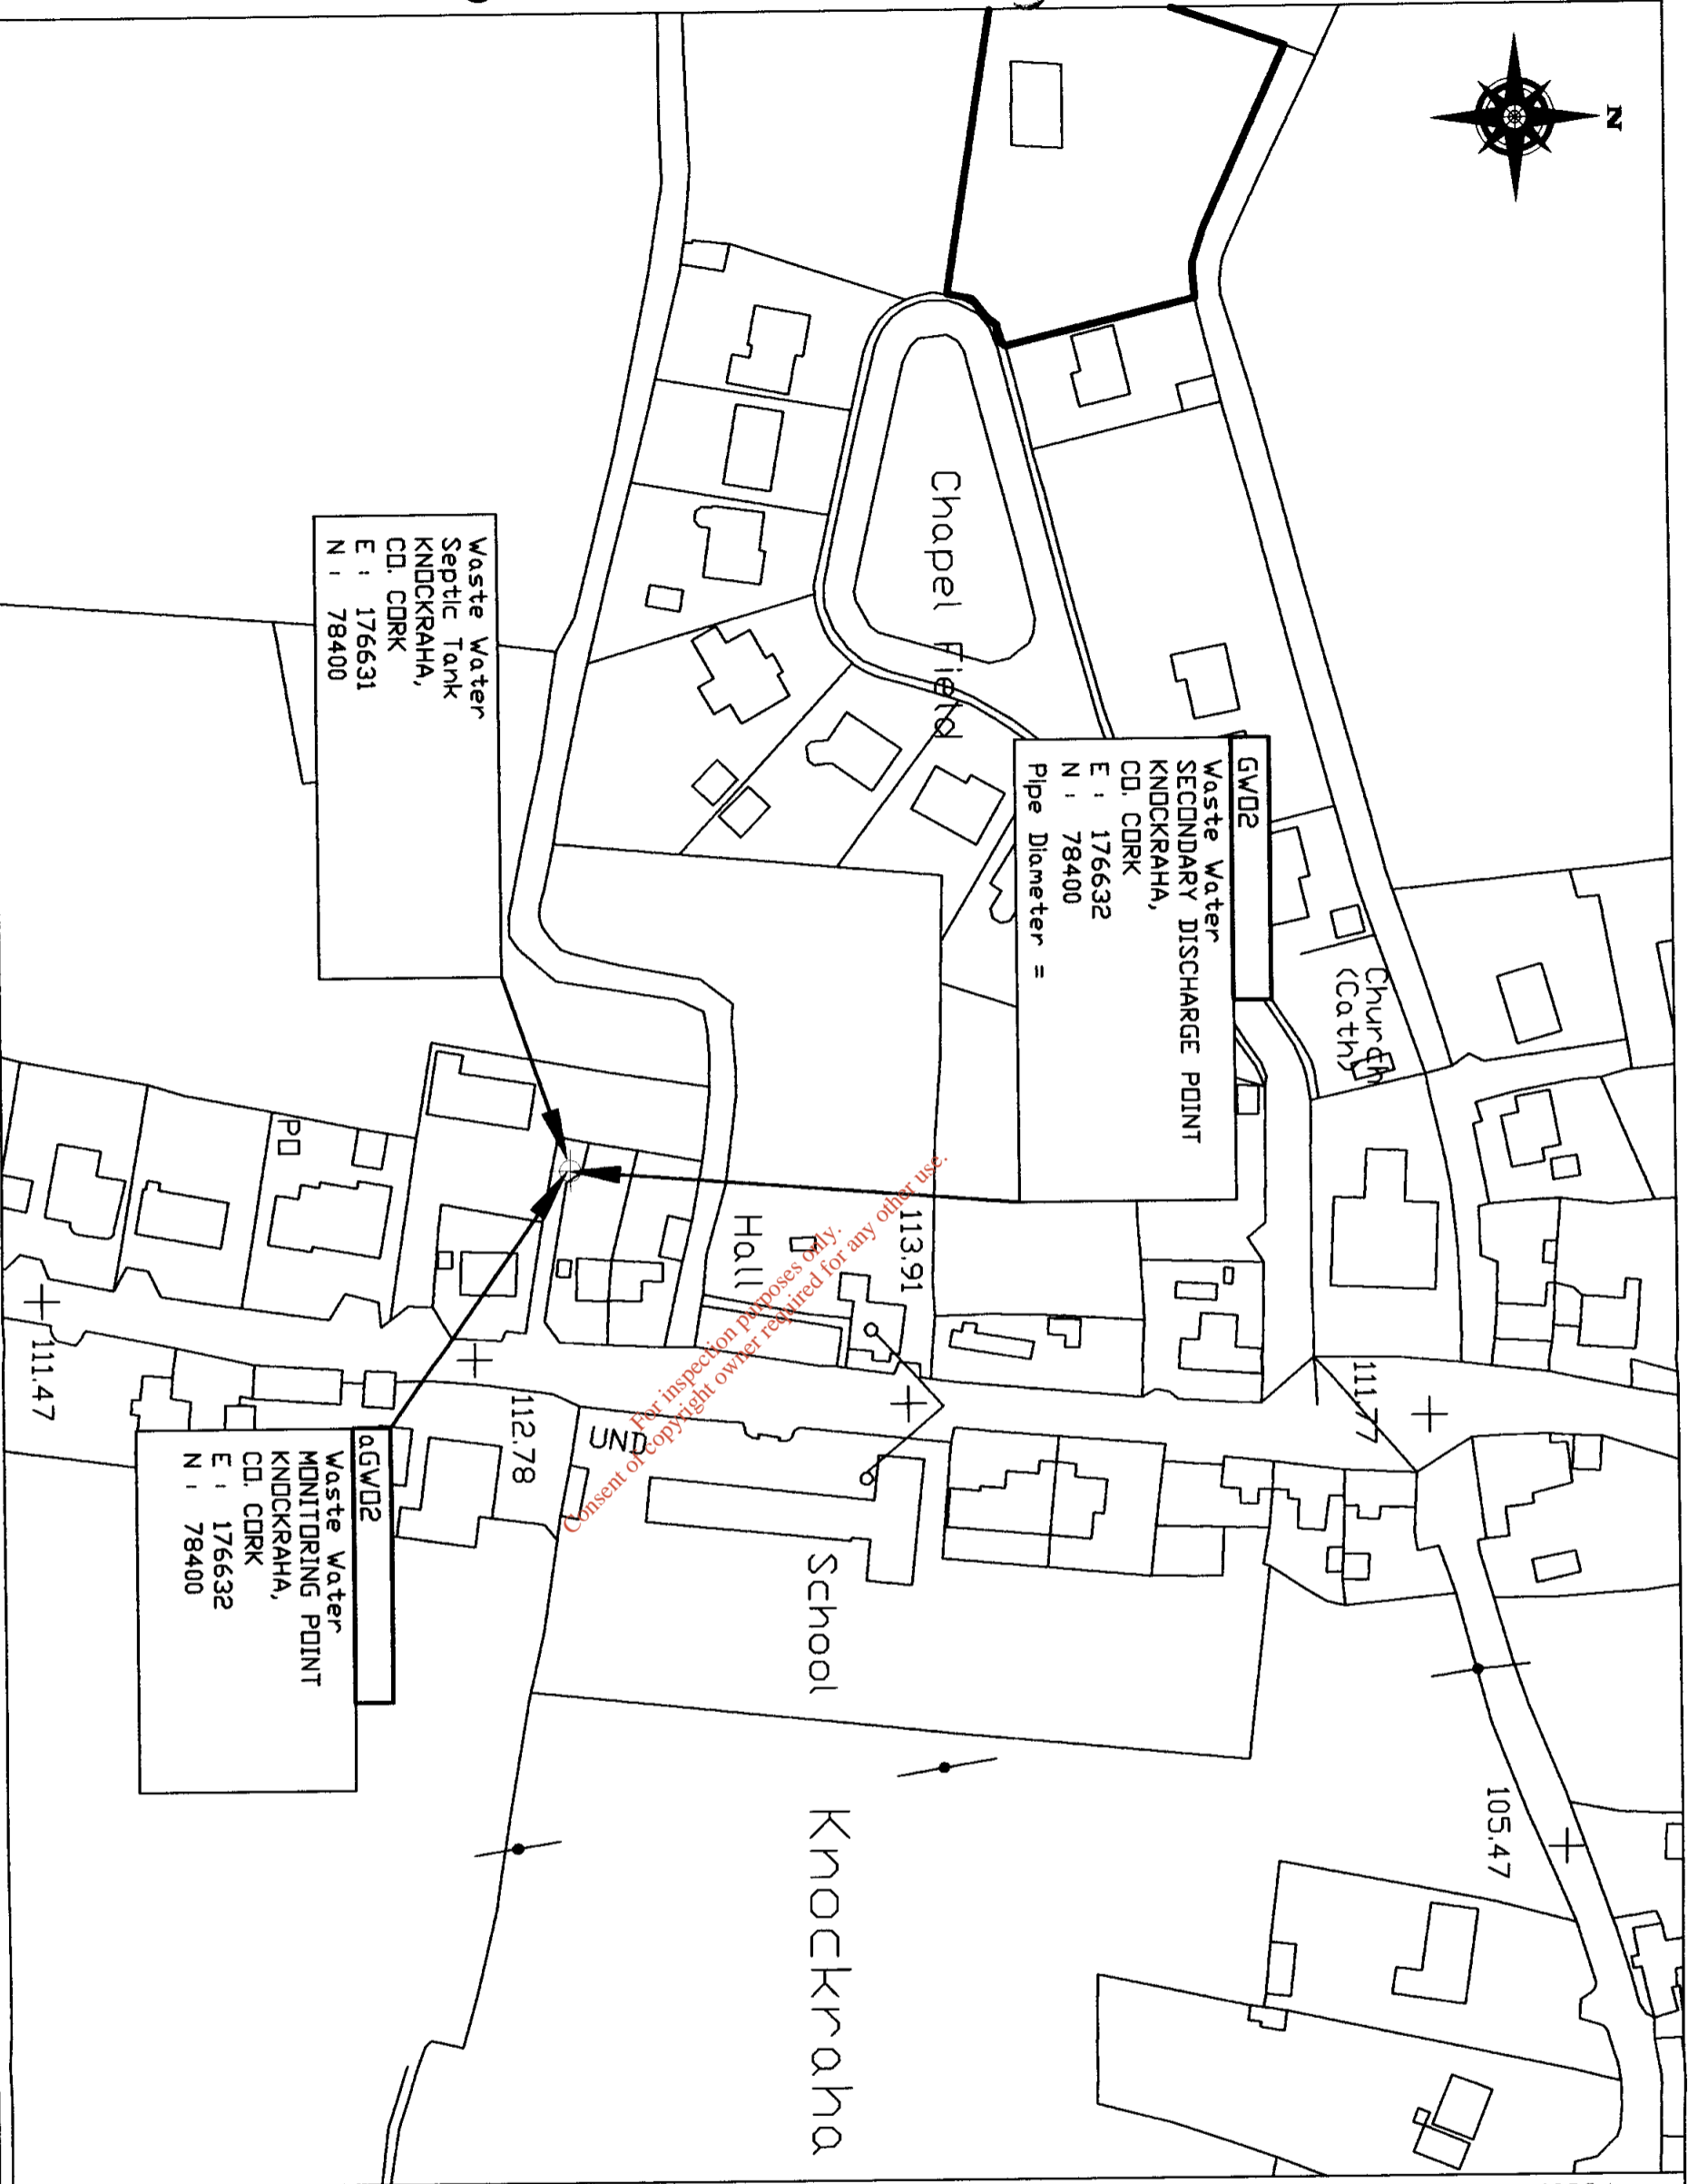 N
Church
(Cath)
GW02
Waste Water
SECONDARY DISCHARGE POINT
KNOCKRAHA,
CO. CORK
E : 176632
N : 78400
Pipe Diameter =
Chapel Field
111.77
105.47
113.91
Hall
School
Knockraha
UND
112.78
Waste Water
Septic Tank
KNOCKRAHA,
CO. CORK
E : 176631
N : 78400
PO
111.47
aGW02
Waste Water
MONITORING POINT
KNOCKRAHA,
CO. CORK
E : 176632
N : 78400
For inspection purposes only.
Consent of copyright owner required for any other use.